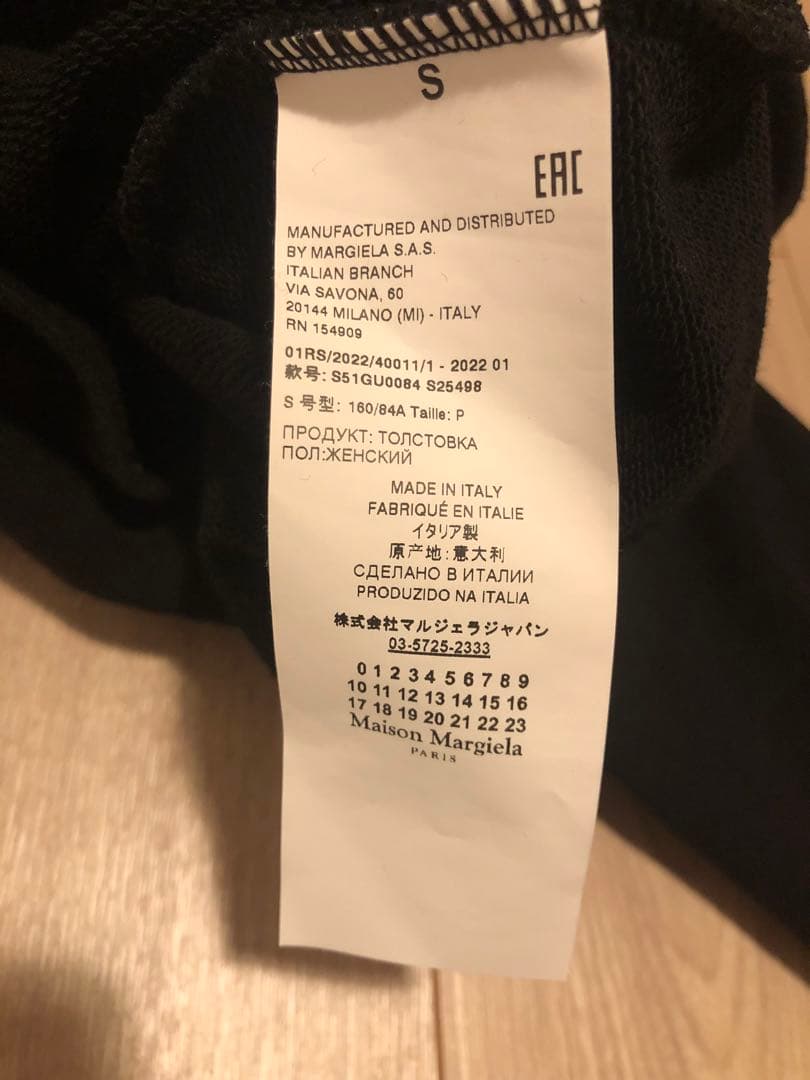 S
EAC
MANUFACTURED AND DISTRIBUTED
BY MARGIELA S.A.S.
ITALIAN BRANCH
VIA SAVONA, 60
20144 MILANO (MI) - ITALY
RN 154909
01RS/2022/40011/1 - 2022 01
款号: S51GU0084 S25498
S 号型: 160/84A Taille: P
ПРОДУКТ: ТОЛСТОВКА
ПОЛ:ЖЕНСКИЙ
MADE IN ITALY
FABRIQUÉ EN ITALIE
イタリア製
原产地:意大利
СДЕЛАНО В ИТАЛИИ
PRODUZIDO NA ITALIA
株式会社マルジェラジャパン
03-5725-2333
0 1 2 3 4 5 6 7 8 9
10 11 12 13 14 15 16
17 18 19 20 21 22 23
Maison Margiela
PARIS